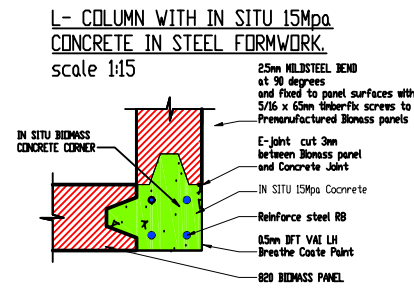 L- COLUMN WITH IN SITU 15Mpa
CONCRETE IN STEEL FORMWORK.
scale 1:15
2.5mm MILDSTEEL BEND
at 90 degrees
and fixed to panel surfaces with
5/16 x 65mm timberfix screws to
Premanufactured Biomass panels
IN SITU BIOMASS
CONCRETE CORNER
E-joint cut 3mm
between Biomass panel
and Concrete Joint
IN SITU 15Mpa Cocnrete
Reinforce steel RB
0.5mm DFT VAI LH
Breathe Coate Paint
820 BIOMASS PANEL